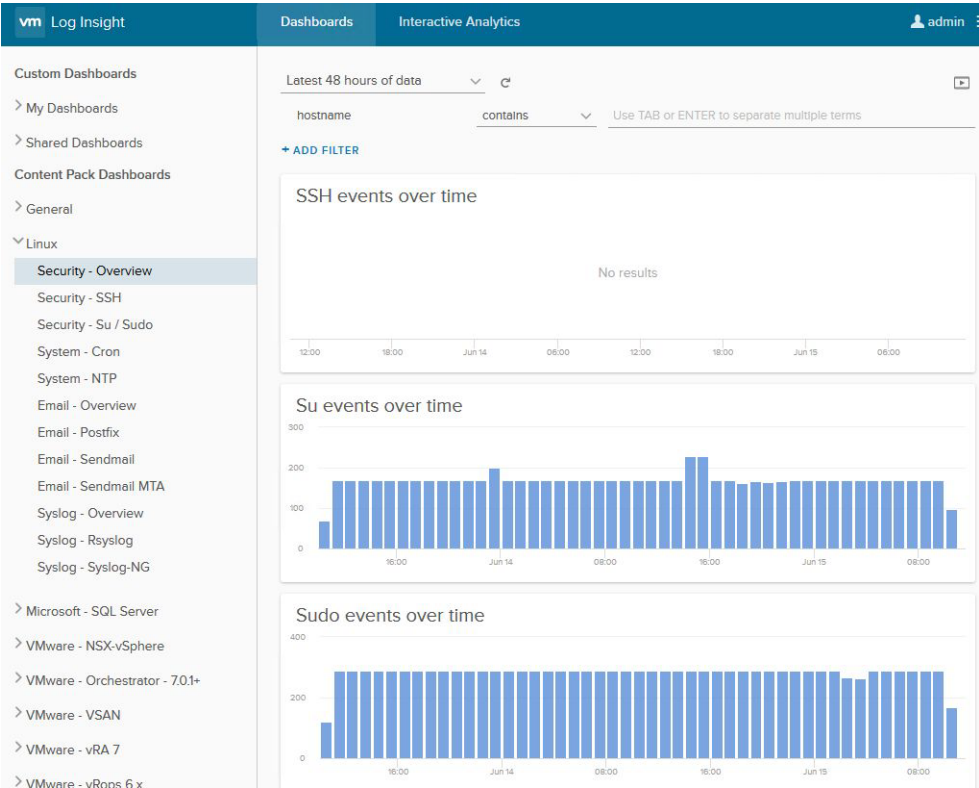 vm Log Insight
Dashboards
Interactive Analytics
admin
Custom Dashboards
My Dashboards
Shared Dashboards
Content Pack Dashboards
General
Linux
Security - Overview
Security - SSH
Security - Su / Sudo
System - Cron
System - NTP
Email - Overview
Email - Postfix
Email - Sendmail
Email - Sendmail MTA
Syslog - Overview
Syslog - Rsyslog
Syslog - Syslog-NG
Microsoft - SQL Server
VMware - NSX-vSphere
VMware - Orchestrator - 7.0.1+
VMware - VSAN
VMware - vRA 7
VMware - vRops 6.x
Latest 48 hours of data
hostname contains Use TAB or ENTER to separate multiple terms
+ ADD FILTER
SSH events over time
No results
12:00 18:00 Jun 14 06:00 12:00 18:00 Jun 15 06:00
Su events over time
300
200
100
0
16:00 Jun 14 08:00 16:00 Jun 15 08:00
Sudo events over time
400
200
0
16:00 Jun 14 08:00 16:00 Jun 15 08:00